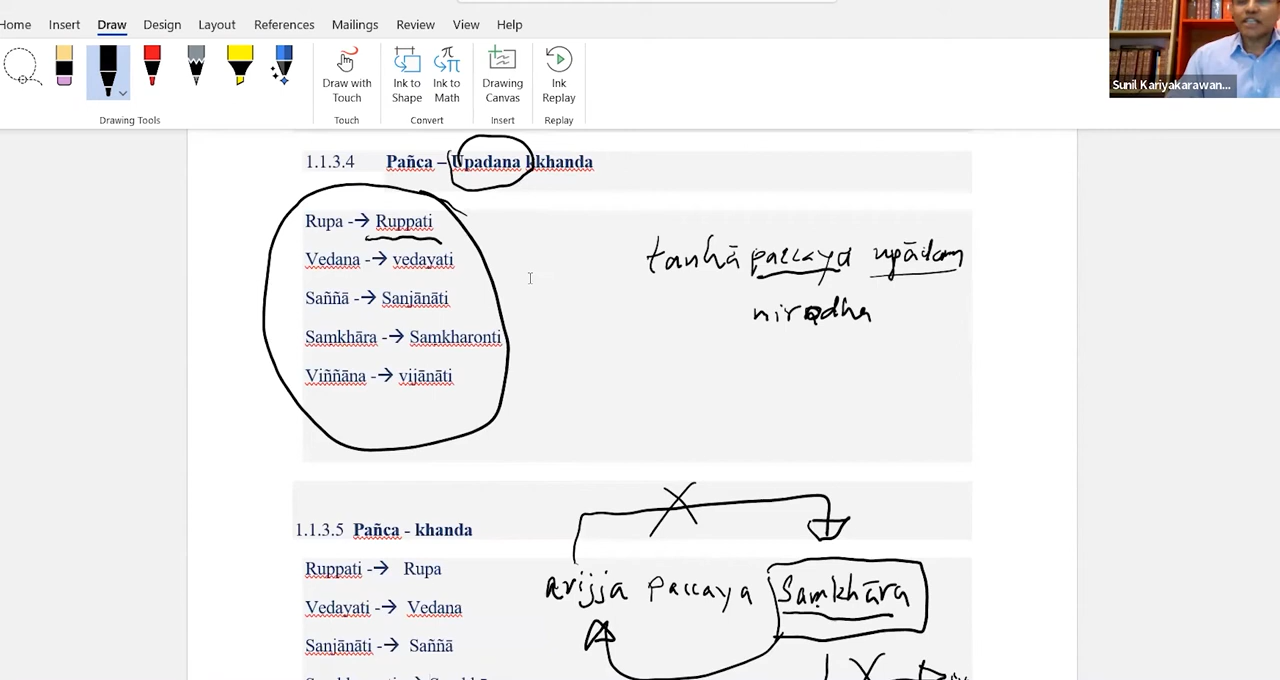 Home Insert Draw Design Layout References Mailings Review View Help
Draw with Touch
Ink to Shape
Ink to Math
Drawing Canvas
Ink Replay
Drawing Tools Touch Convert Insert Replay
Sunil Kariyakarawan...
1.1.3.4 Pañca – Upadana kkhanda
Rupa -→ Ruppati
Vedana -→ vedayati
Saññā -→ Sanjānāti
Samkhāra -→ Samkharonti
Viññāna -→ vijānāti
tanhā paccaya upādam
nirodha
1.1.3.5 Pañca - khanda
Ruppati -→ Rupa
Vedayati -→ Vedana
Sanjānāti -→ Saññā
avijja paccaya Saṃkhāra